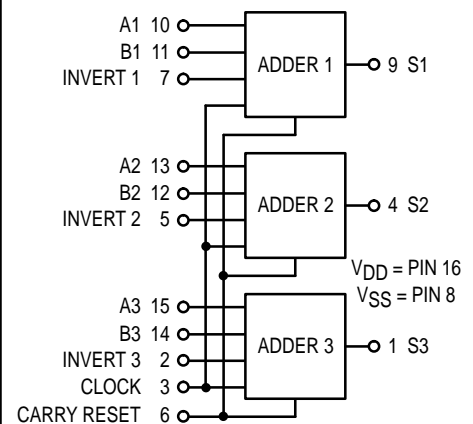 A1 10
B1 11
INVERT 1 7
ADDER 1
9 S1
A2 13
B2 12
INVERT 2 5
ADDER 2
4 S2
VDD = PIN 16
VSS = PIN 8
A3 15
B3 14
INVERT 3 2
CLOCK 3
CARRY RESET 6
ADDER 3
1 S3